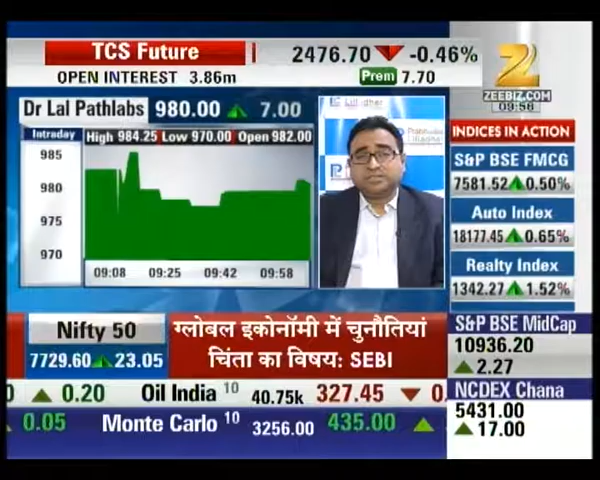 TCS Future
2476.70 -0.46%
OPEN INTEREST 3.86m
Prem 7.70
ZEEBIZ.COM
09:58
Dr Lal Pathlabs 980.00 7.00
Intraday High 984.25 Low 970.00 Open 982.00
985
980
975
970
09:08 09:25 09:42 09:58
INDICES IN ACTION
S&P BSE FMCG
7581.52 0.50%
Auto Index
18177.45 0.65%
Realty Index
1342.27 1.52%
Nifty 50
7729.60 23.05
ग्लोबल इकोनॉमी में चुनौतियां
चिंता का विषय: SEBI
S&P BSE MidCap
10936.20
2.27
0 0.20 Oil India 10 40.75k 327.45 0.
NCDEX Chana
5431.00
17.00
0.05 Monte Carlo 10 3256.00 435.00